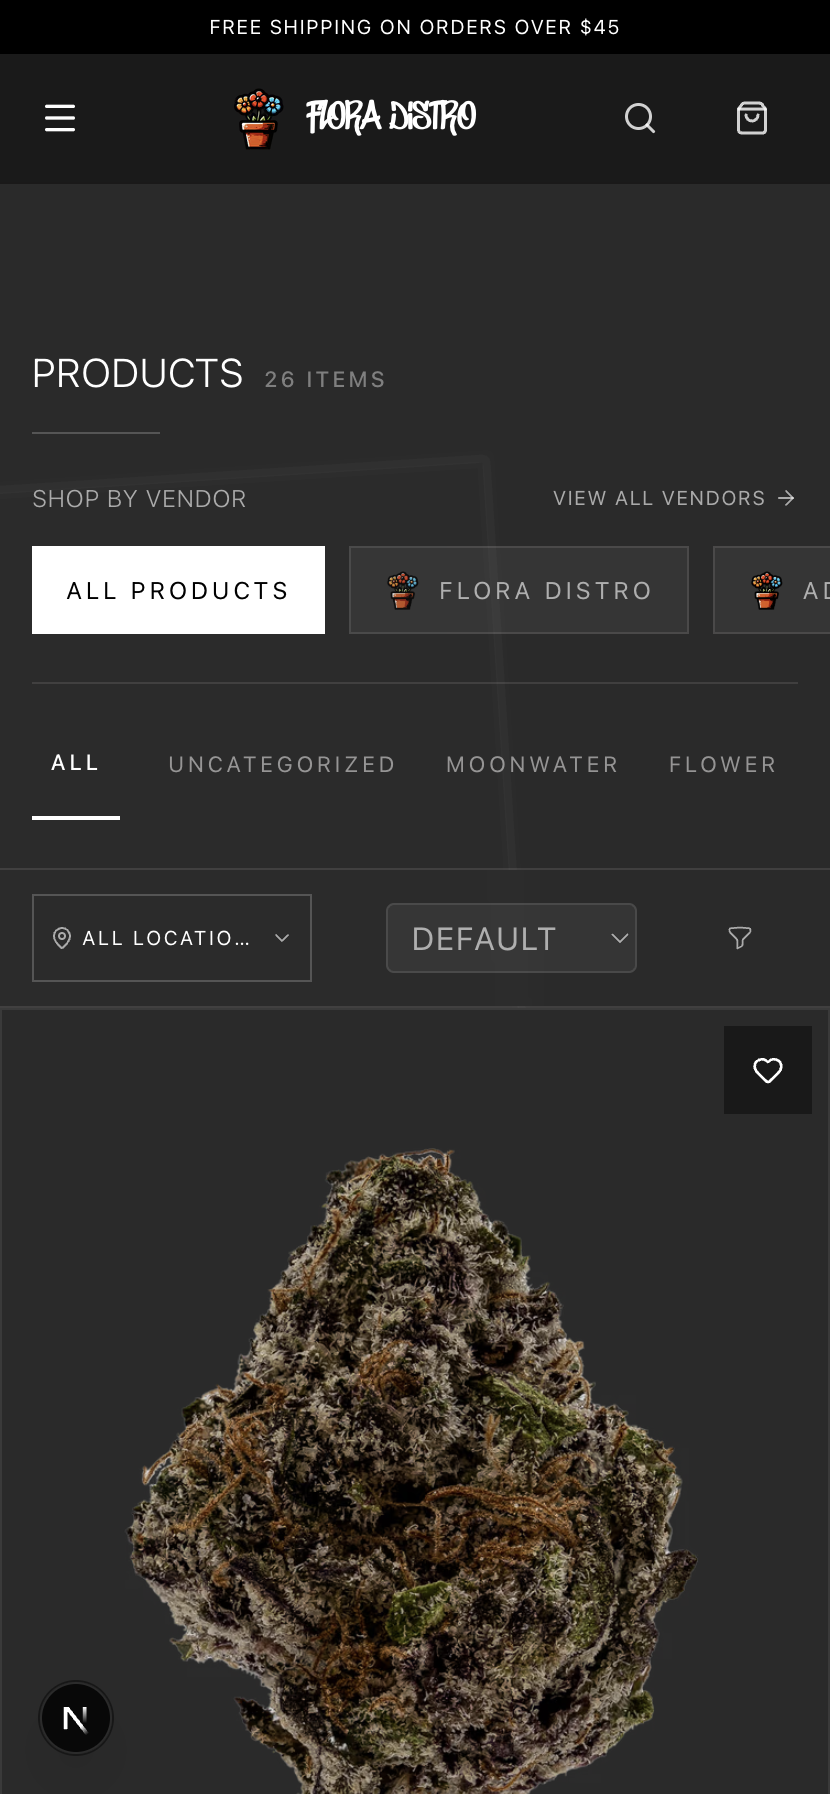 FREE SHIPPING ON ORDERS OVER $45
FLORA DISTRO
PRODUCTS 26 ITEMS
SHOP BY VENDOR VIEW ALL VENDORS →
ALL PRODUCTS FLORA DISTRO AD
ALL UNCATEGORIZED MOONWATER FLOWER
ALL LOCATIO... DEFAULT
N